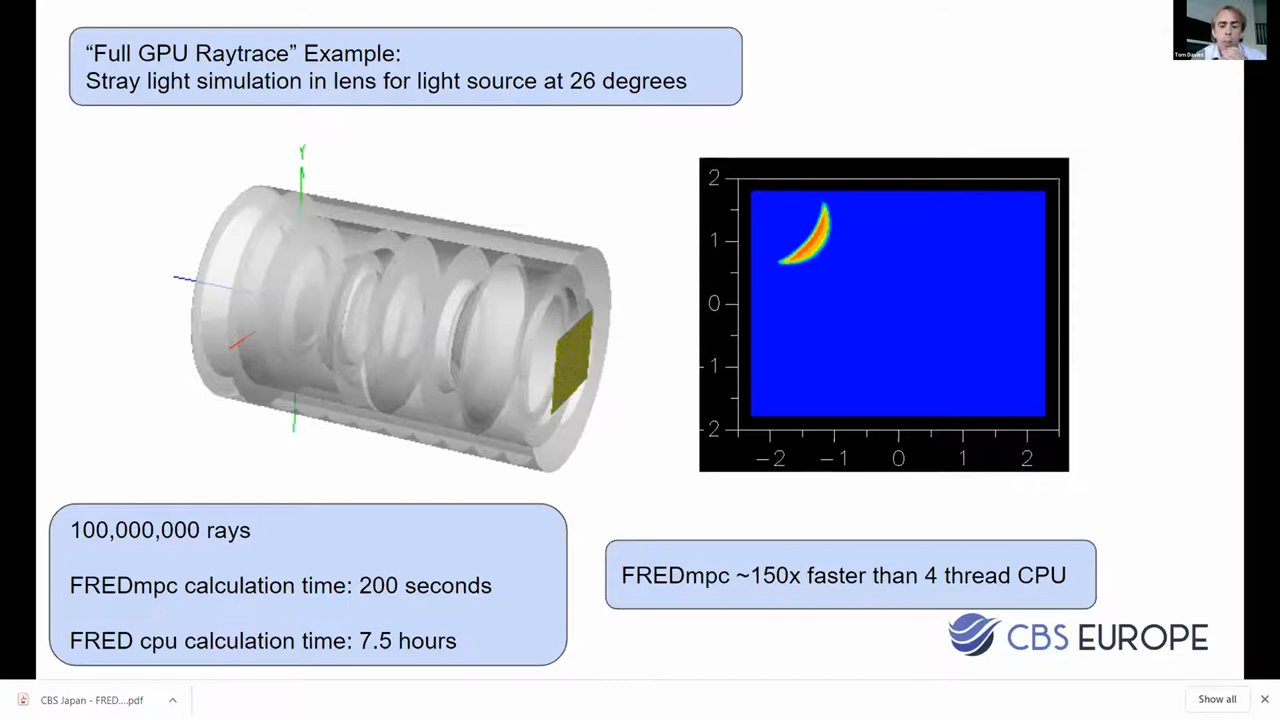 “Full GPU Raytrace” Example:
Stray light simulation in lens for light source at 26 degrees
Tom Davies
Y
2
1
0
1
2
−2
−1
0
1
2
100,000,000 rays
FREDmpc calculation time: 200 seconds
FRED cpu calculation time: 7.5 hours
FREDmpc ~150x faster than 4 thread CPU
CBS EUROPE
CBS Japan - FRED....pdf
Show all